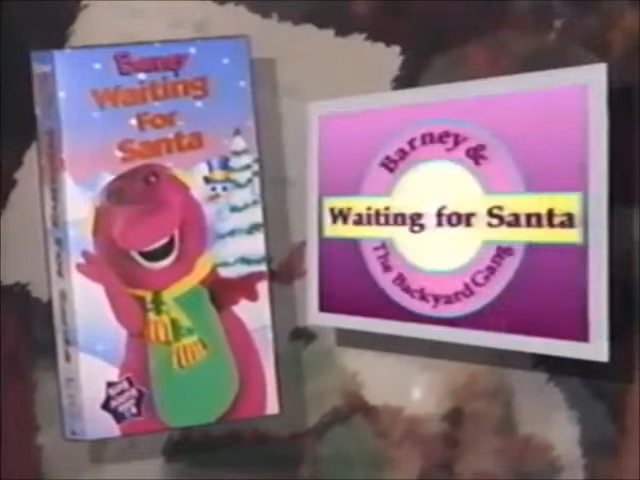 Barney
Waiting
For
Santa
Barney &
Waiting for Santa
The Backyard Gang